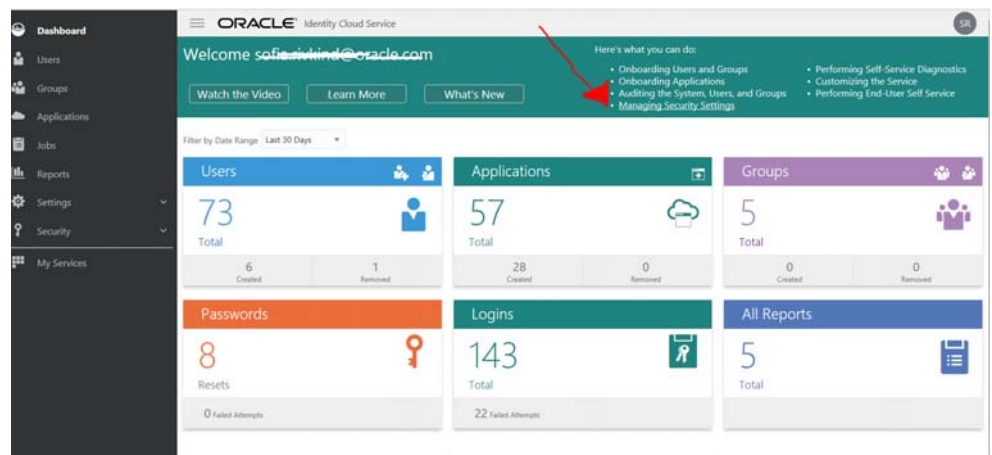 Dashboard
Users
Groups
Applications
Jobs
Reports
Settings
Security
My Services
ORACLE® Identity Cloud Service
SR
Welcome
Watch the Video
Learn More
What's New
Here's what you can do:
• Onboarding Users and Groups
• Onboarding Applications
• Auditing the System, Users, and Groups
• Managing Security Settings
• Performing Self-Service Diagnostics
• Customizing the Service
• Performing End-User Self Service
Filter by Date Range Last 30 Days
Users
73
Total
6
Created
1
Removed
Applications
57
Total
28
Created
0
Removed
Groups
5
Total
0
Created
0
Removed
Passwords
8
Resets
0 Failed Attempts
Logins
143
Total
22 Failed Attempts
All Reports
5
Total